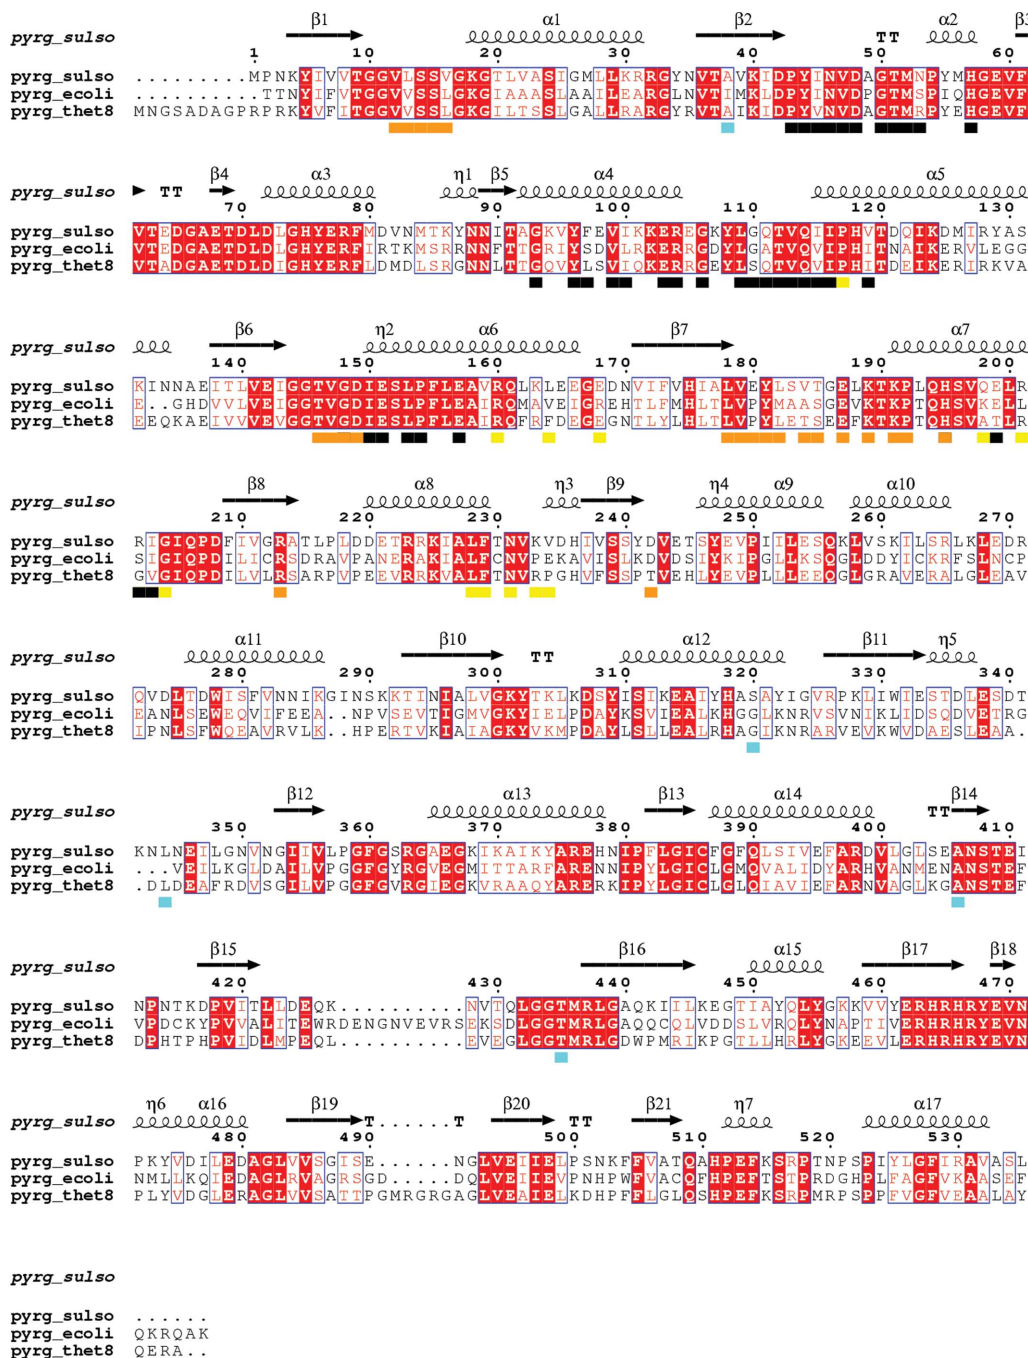 β1 α1 β2 α2 β3
pyrg_sulso TT
1 10 20 30 40 50 60
pyrg_sulso .........MPNKYIVVTGGVLSSVGKGTLVASIGMLLKRRGYNVTAVKIDPYINVDAGTMNPYMHGEVF
pyrg_ecoli ..........TTNYIFVTGGVVSSLGKGIAAASLAAILEARGLNVTIMKLDPYINVDPGTMSPIQHGEVF
pyrg_thet8 MNGSADAGPRPRKYVFITGGVVSSLGKGILTSSLGALLRARGYRVTAIKIDPYVNVDAGTMRPYEHGEVF
β4 α3 η1 β5 α4 α5
pyrg_sulso TT
70 80 90 100 110 120 130
pyrg_sulso VTEDGAETDLDLGHYERFMDVNMTKYNNITAGKVYFEVIKKEREGKYLGQTVQIIPHVTDQIKDMIRYAS
pyrg_ecoli VTEDGAETDLDLGHYERFIRTKMSRRNNFTTGRIYSDVLRKERRGDYLGATVQVIPHITNAIKERVLEGG
pyrg_thet8 VTADGAETDLDIGHYERFLDMDLSRGNNLTTGQVYLSVIQKERRGEYLSQTVQVIPHITDEIKERIRKVA
β6 η2 α6 β7 α7
pyrg_sulso
140 150 160 170 180 190 200
pyrg_sulso KINNAEITLVEIGGTVGDIESLPFLEAVRQLKLEEGEDNVIFVHIALVEYLSVTGELKTKPLQHSVQELR
pyrg_ecoli E..GHDVVLVEIGGTVGDIESLPFLEAIRQMAVEIGREHTLFMHLTLVPYMAASGEVKTKPTQHSVKELL
pyrg_thet8 EEQKAEIVVVEVGGTVGDIESLPFLEAIRQFRFDEGEGNTLYLHLTLVPYLETSEEFKTKPTQHSVATLR
β8 α8 η3 β9 η4 α9 α10
pyrg_sulso
210 220 230 240 250 260 270
pyrg_sulso RIGIQPDFIVGRATLPLDDETRRKIALFTNVKVDHIVSSYDVETSYEVPIILESQKLVSKILSRLKLEDR
pyrg_ecoli SIGIQPDILICRSDRAVPANERAKIALFCNVPEKAVISLKDVDSIYKIPGLLKSQGLDDYICKRFSLNCP
pyrg_thet8 GVGIQPDILVLRSARPVPEEVRRKVALFTNVRPGHVFSSPTVEHLYEVPLLLEEQGLGRAVERALGLEAV
α11 β10 α12 β11 η5
pyrg_sulso TT
280 290 300 310 320 330 340
pyrg_sulso QVDLTDWISFVNNIKGINSKKTINIALVGKYTKLKDSYISIKEAIYHASAYIGVRPKLIWIESTDLESDT
pyrg_ecoli EANLSEWEQVIFEEA..NPVSEVTIGMVGKYIELPDAYKSVIEALKHGGLKNRVSVNIKLIDSQDVETRG
pyrg_thet8 IPNLSFWQEAVRVLK..HPERTVKIAIAGKYVKMPDAYLSLLEALRHAGIKNRARVEVKWVDAESLEAA.
β12 α13 β13 α14 β14
pyrg_sulso TT
350 360 370 380 390 400 410
pyrg_sulso KNLNEILGNVNGIIVLPGFGSRGAEGKIKAIKYAREHNIPFLGICFGFQLSIVEFARDVLGLSEANSTEI
pyrg_ecoli ...VEILKGLDAILVPGGFGYRGVEGMITTARFARENNIPYLGICLGMQVALIDYARHVANMENANSTEF
pyrg_thet8 DLDEAFRDVSGILVPGGFGVRGIEGKVRAAQYARERKIPYLGICLGLQIAVIEFARNVAGLKGANSTEF
β15 β16 α15 β17 β18
pyrg_sulso
420 430 440 450 460 470
pyrg_sulso NPNTKDPVITLLDEQK.........NVTQLGGTMRLGAQKIILKEGTIAYQLYGKKVVYERHRHRYEVN
pyrg_ecoli VPDCKYPVVALITEWRDENGNVEVRSEKSDLGGTMRLGAQQCQLVDDSLVRQLYNAPTIVERHRHRYEVN
pyrg_thet8 DPHTPHPVIDLMPEQL.........EVEGLGGTMRLGDWPMRIKPGTLLHRLYGKEEVLERHRHRYEVN
η6 α16 β19 β20 β21 η7 α17
pyrg_sulso T......T TT
480 490 500 510 520 530
pyrg_sulso PKYVDILEDAGLVVSGISE......NGLVEIIELPSNKFFVATQAHPEFKSRPTNPSPIYLGFIRAVASL
pyrg_ecoli NMLLKQIEDAGLRVAGRSGD.....DQLVEIIEVPNHPWFVACQFHPEFTSTPRDGHPLFAGFVKAASEF
pyrg_thet8 PLYVDGLERAGLVVSATTPGMRGRGAGLVEAIELKDHPFFLGLQSHPEFKSRPMRPSPPFVGFVEAALAY
pyrg_sulso
pyrg_sulso ......
pyrg_ecoli QKRQAK
pyrg_thet8 QERA..